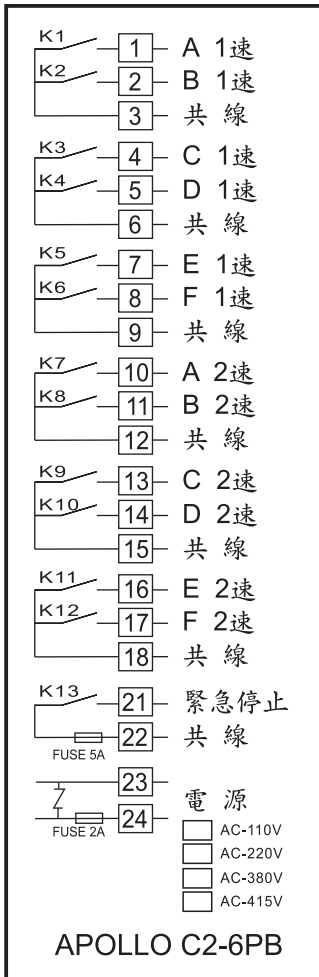 K1 1 A 1速
K2 2 B 1速
3 共線
K3 4 C 1速
K4 5 D 1速
6 共線
K5 7 E 1速
K6 8 F 1速
9 共線
K7 10 A 2速
K8 11 B 2速
12 共線
K9 13 C 2速
K10 14 D 2速
15 共線
K11 16 E 2速
K12 17 F 2速
18 共線
K13 21 緊急停止
22 共線
FUSE 5A
23
24 電源
FUSE 2A
AC-110V
AC-220V
AC-380V
AC-415V
APOLLO C2-6PB